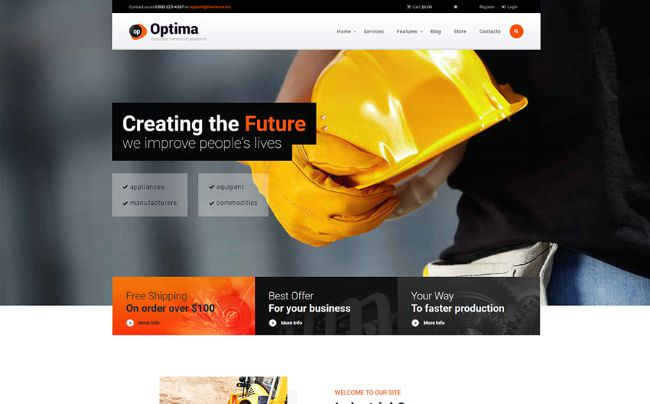 Contact us on 0 800 123-4567 or support@themerex.net
Cart $0.00
Register
Login
op Optima
industrial services & products
Home
Services
Features
Blog
Store
Contacts
Creating the Future
we improve people's lives
appliances
equipent
manufacturers
commodities
Free Shipping
On order over $100
More Info
Best Offer
For your business
More Info
Your Way
To faster production
More Info
WELCOME TO OUR SITE